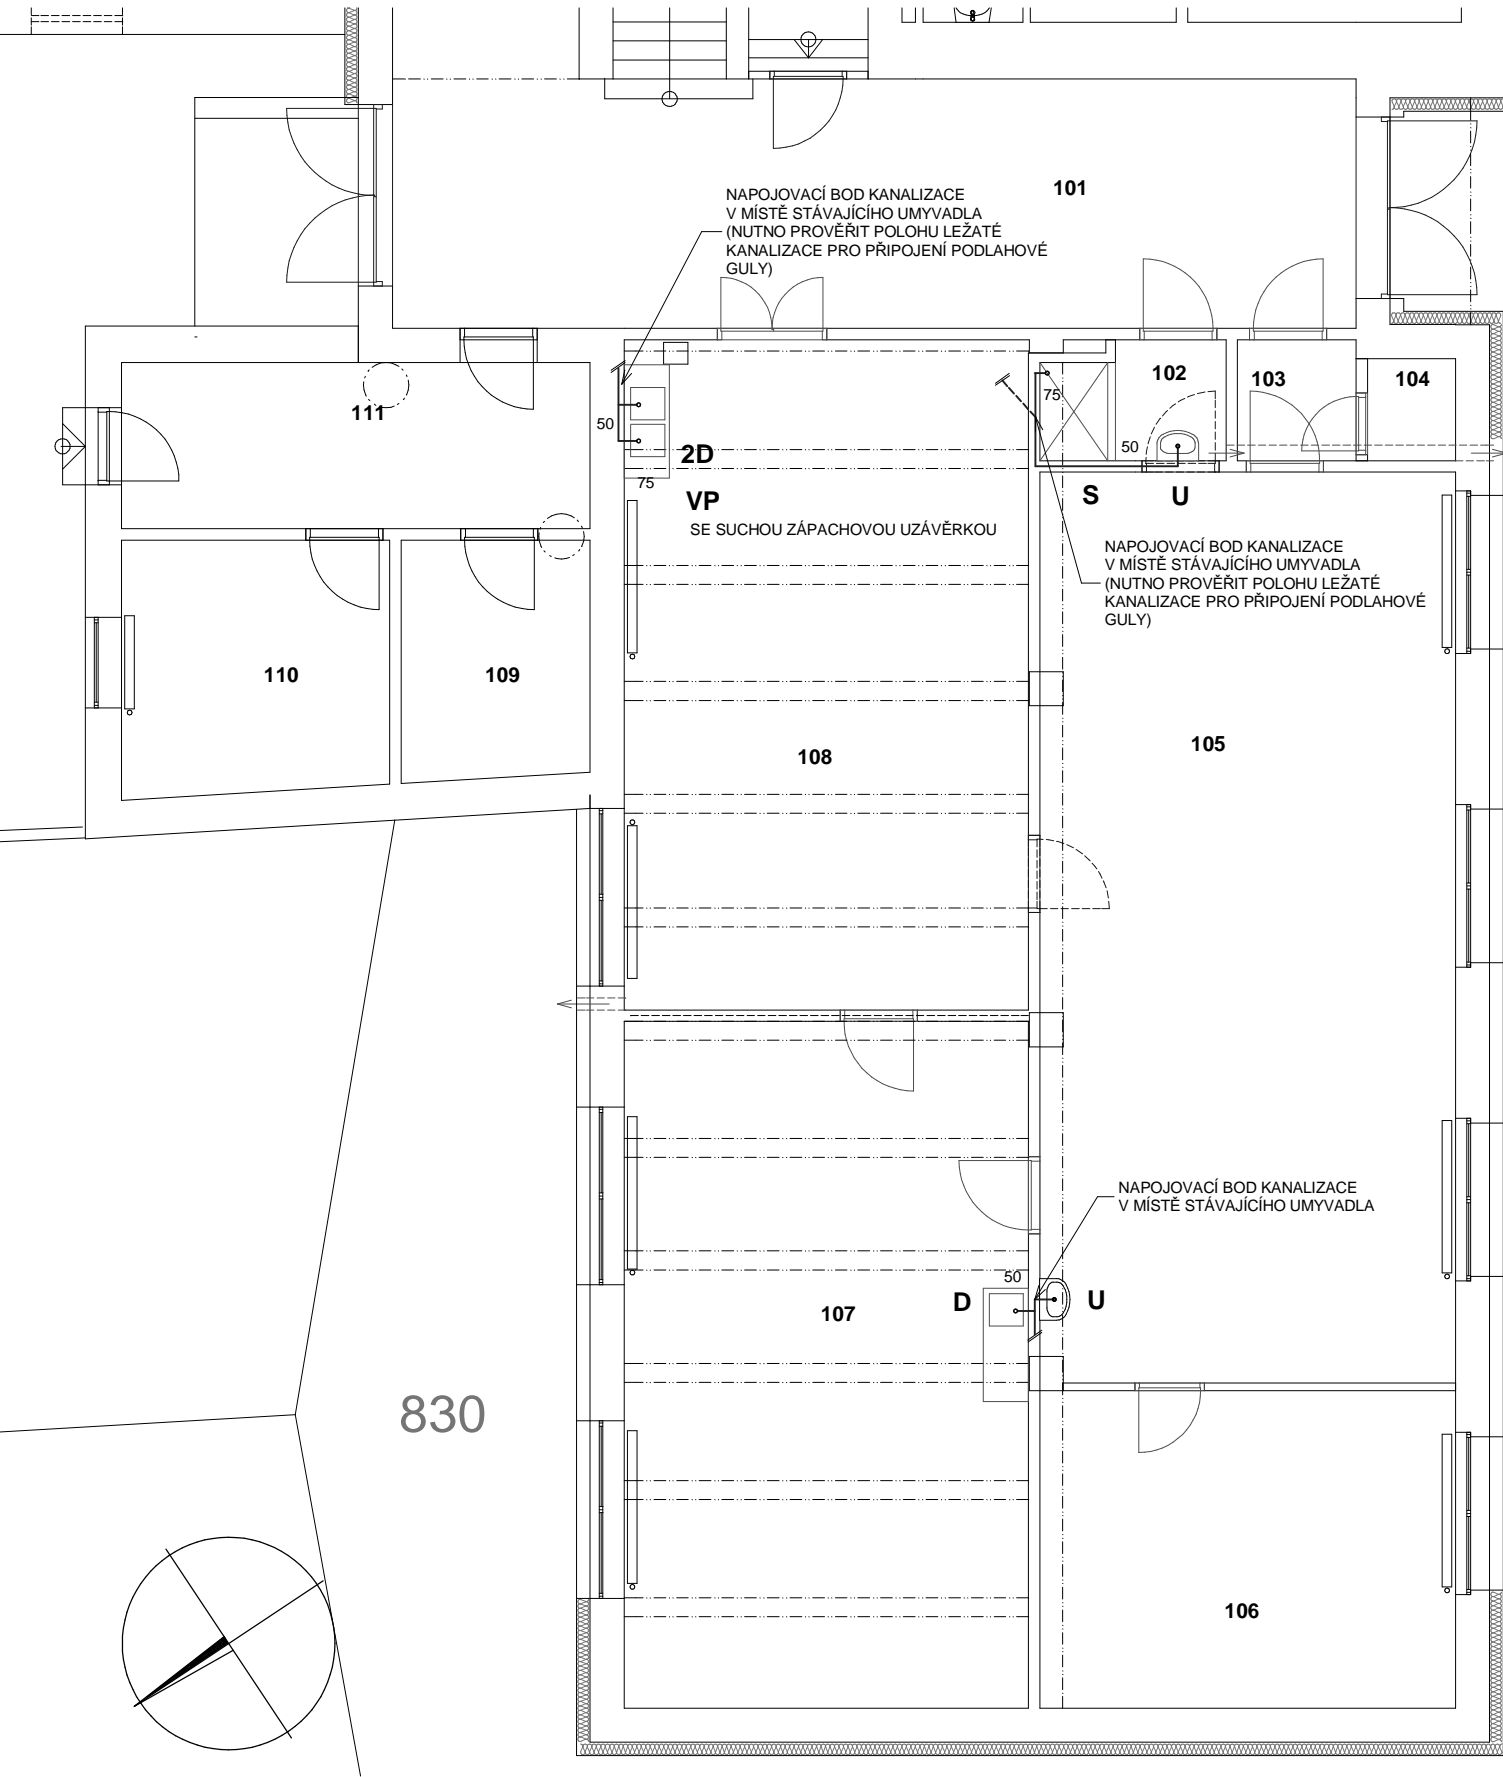 101
NAPOJOVACÍ BOD KANALIZACE
V MÍSTĚ STÁVAJÍCÍHO UMYVADLA
(NUTNO PROVĚŘIT POLOHU LEŽATÉ
KANALIZACE PRO PŘIPOJENÍ PODLAHOVÉ
GULY)
102
103
104
75
111
50
50
2D
75
VP
S
U
SE SUCHOU ZÁPACHOVOU UZÁVĚRKOU
NAPOJOVACÍ BOD KANALIZACE
V MÍSTĚ STÁVAJÍCÍHO UMYVADLA
(NUTNO PROVĚŘIT POLOHU LEŽATÉ
KANALIZACE PRO PŘIPOJENÍ PODLAHOVÉ
GULY)
110
109
105
108
NAPOJOVACÍ BOD KANALIZACE
V MÍSTĚ STÁVAJÍCÍHO UMYVADLA
50
D
U
107
830
106